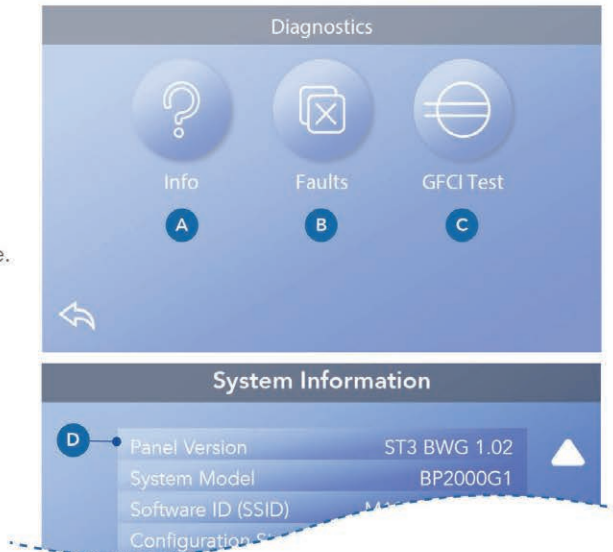 Diagnostics
Info Faults GFCI Test
A B C
e.
System Information
D Panel Version ST3 BWG 1.02
System Model BP2000G1
Software ID (SSID)
Configuration